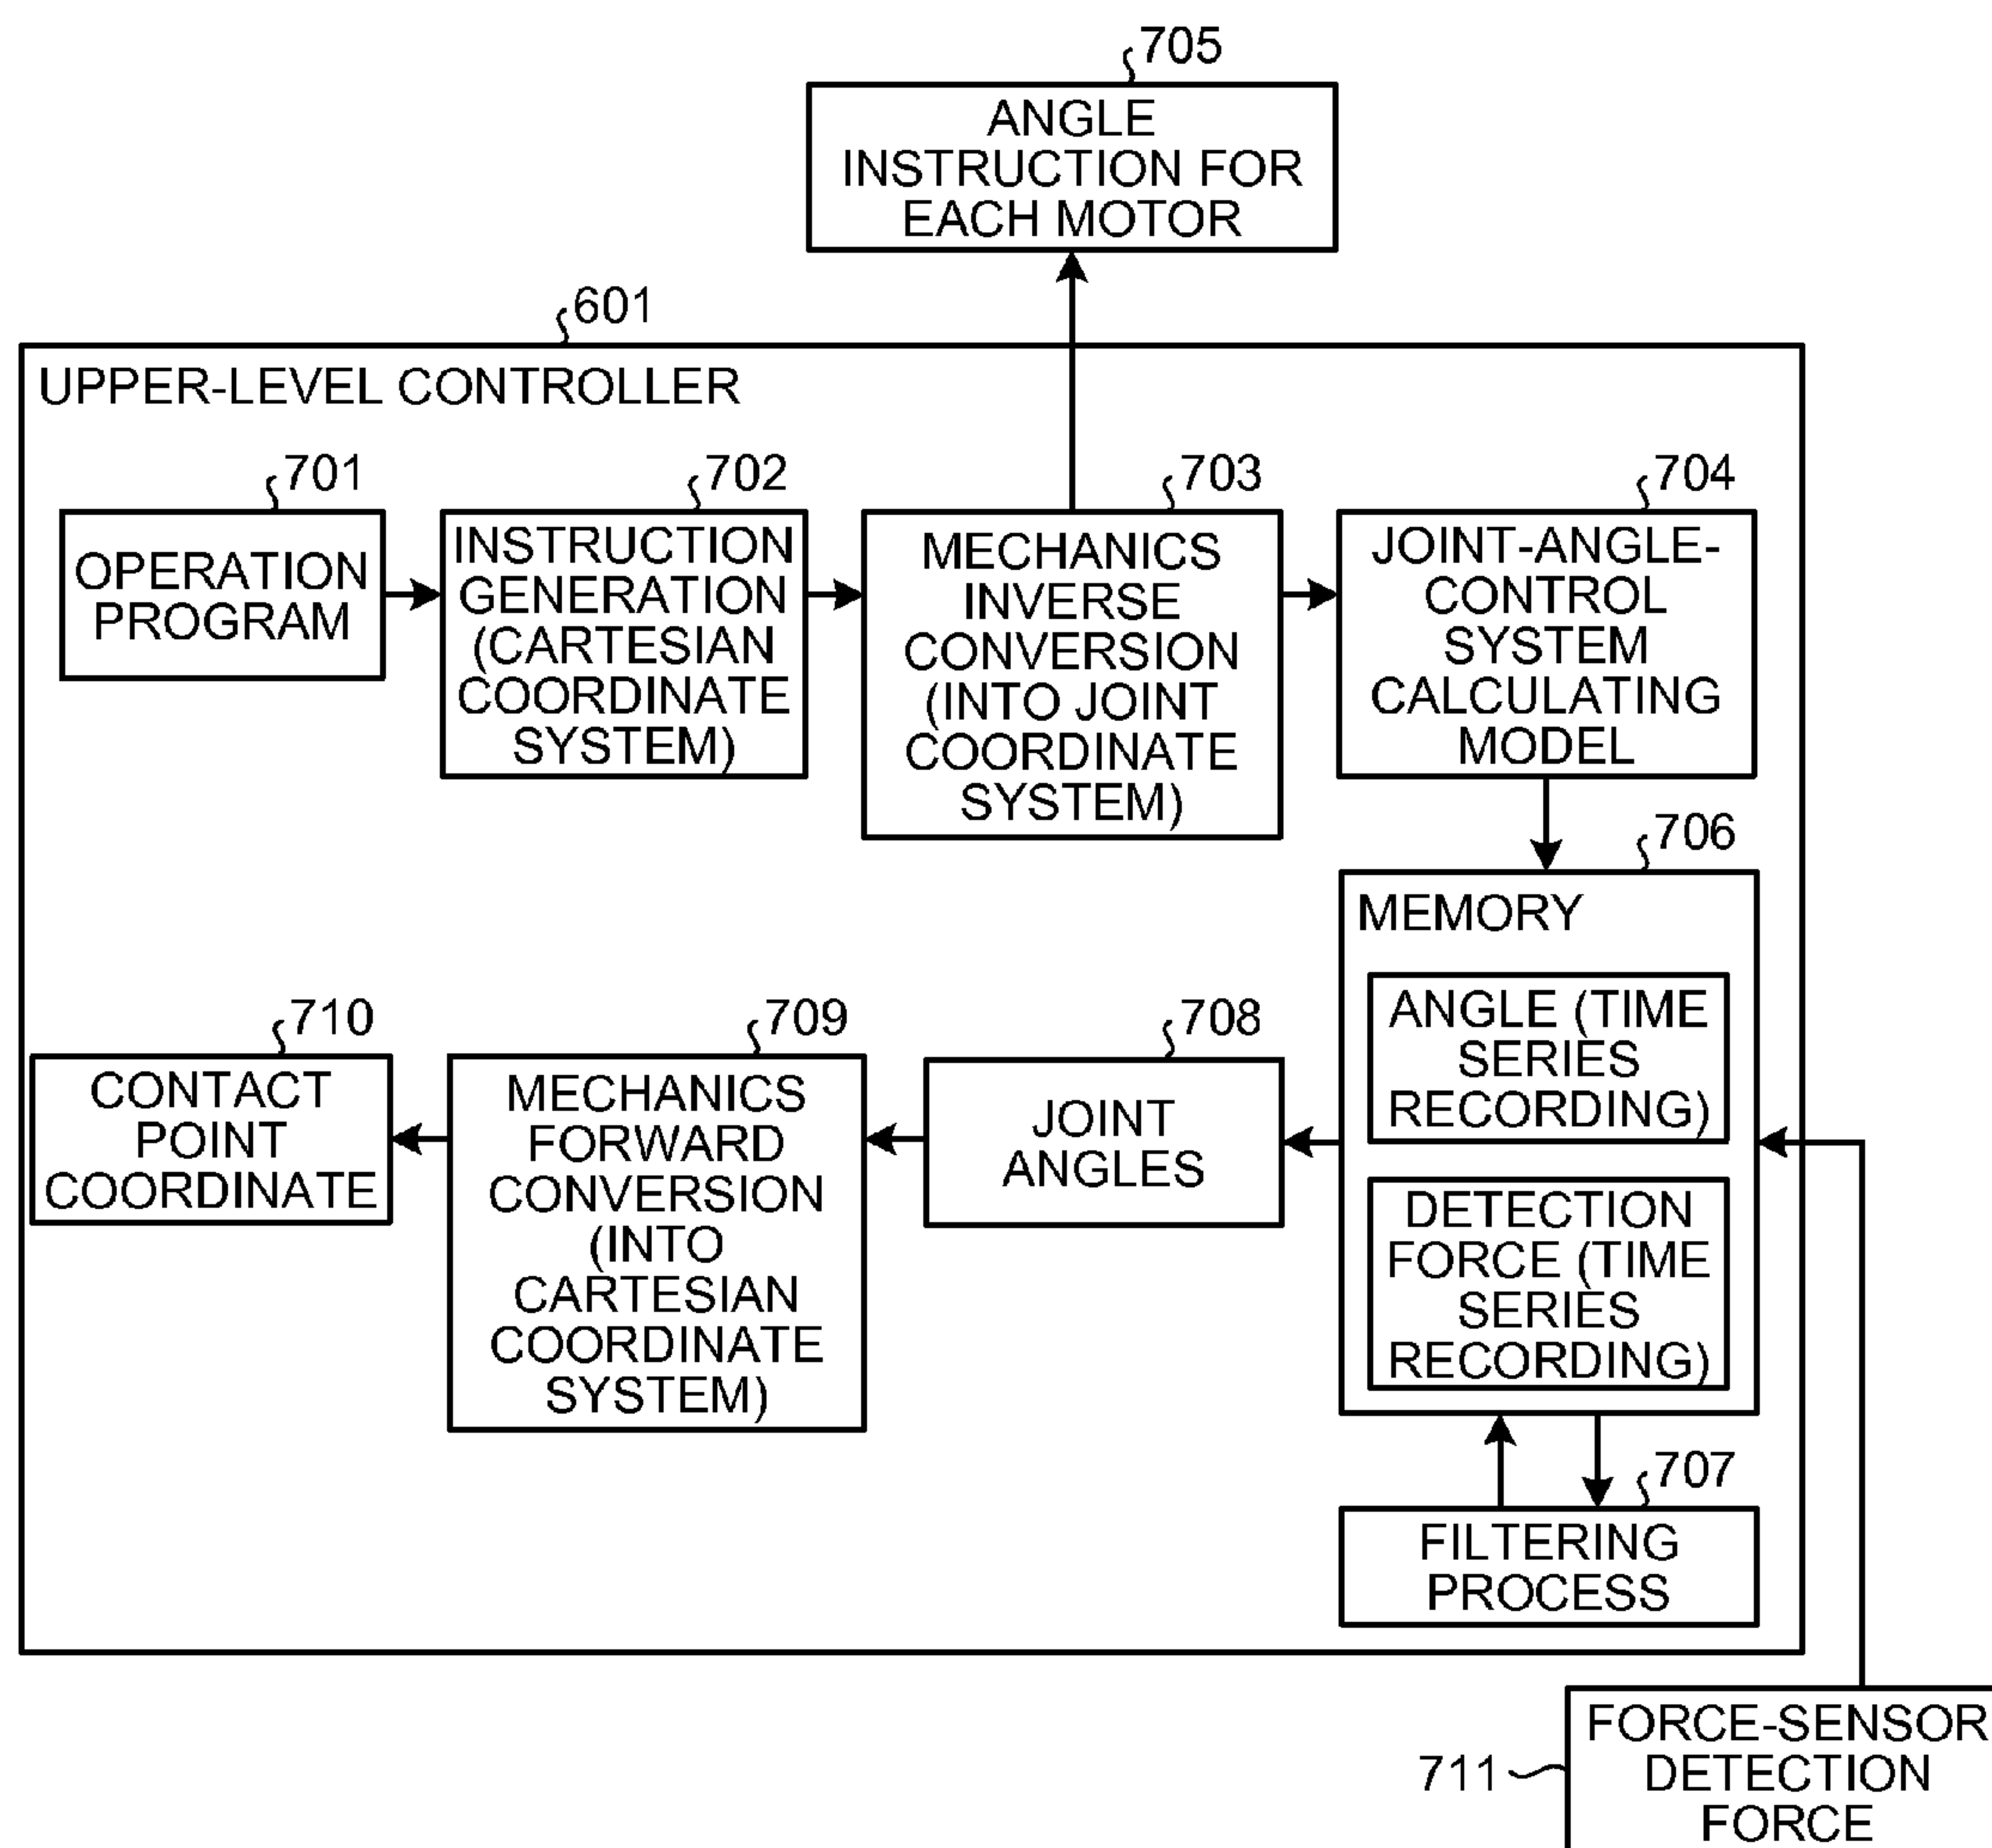 705
ANGLE
INSTRUCTION FOR
EACH MOTOR
601
UPPER-LEVEL CONTROLLER
701
OPERATION
PROGRAM
702
INSTRUCTION
GENERATION
(CARTESIAN
COORDINATE
SYSTEM)
703
MECHANICS
INVERSE
CONVERSION
(INTO JOINT
COORDINATE
SYSTEM)
704
JOINT-ANGLE-
CONTROL
SYSTEM
CALCULATING
MODEL
706
MEMORY
ANGLE (TIME
SERIES
RECORDING)
DETECTION
FORCE (TIME
SERIES
RECORDING)
710
CONTACT
POINT
COORDINATE
709
MECHANICS
FORWARD
CONVERSION
(INTO
CARTESIAN
COORDINATE
SYSTEM)
708
JOINT
ANGLES
707
FILTERING
PROCESS
711
FORCE-SENSOR
DETECTION
FORCE